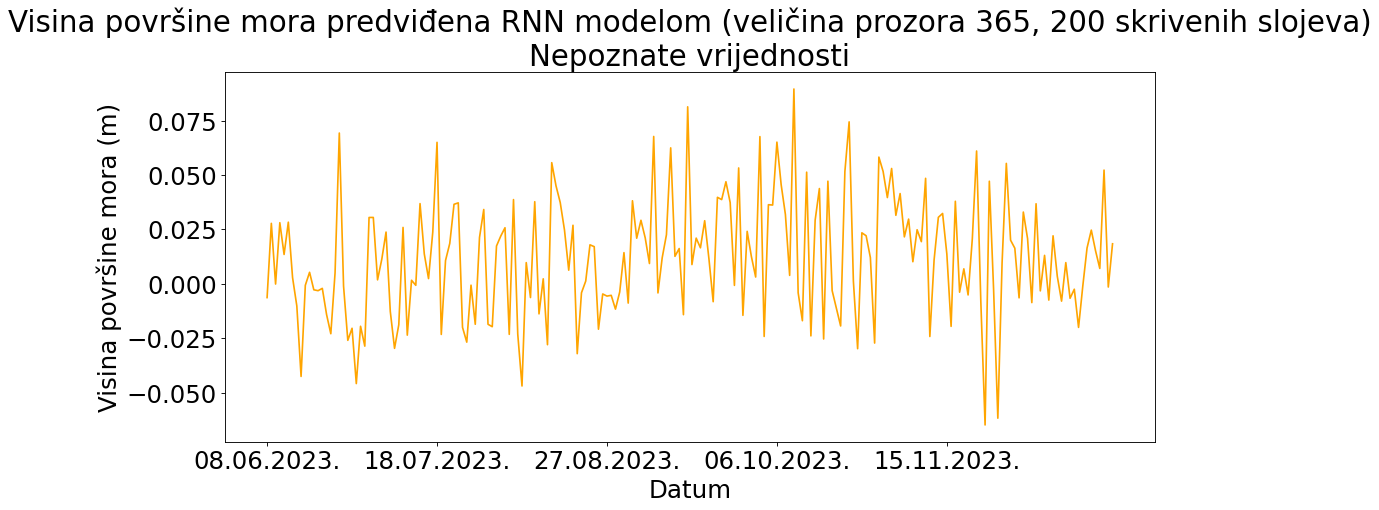 Visina površine mora predviđena RNN modelom (veličina prozora 365, 200 skrivenih slojeva)
Nepoznate vrijednosti
Visina površine mora (m)
0.075
0.050
0.025
0.000
−0.025
−0.050
08.06.2023. 18.07.2023. 27.08.2023. 06.10.2023. 15.11.2023.
Datum